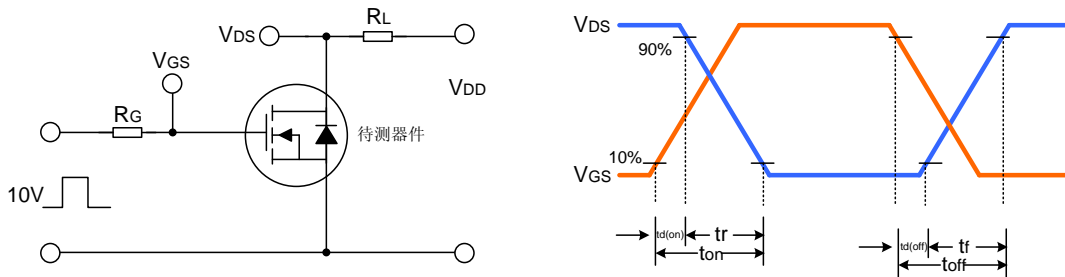 VDS
RL
VGS
VDD
RG
待测器件
10V
VDS
90%
10%
VGS
td(on)
tr
ton
td(off)
tf
toff